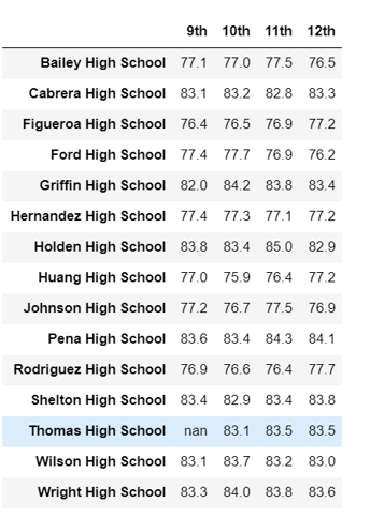 9th 10th 11th 12th
Bailey High School 77.1 77.0 77.5 76.5
Cabrera High School 83.1 83.2 82.8 83.3
Figueroa High School 76.4 76.5 76.9 77.2
Ford High School 77.4 77.7 76.9 76.2
Griffin High School 82.0 84.2 83.8 83.4
Hernandez High School 77.4 77.3 77.1 77.2
Holden High School 83.8 83.4 85.0 82.9
Huang High School 77.0 75.9 76.4 77.2
Johnson High School 77.2 76.7 77.5 76.9
Pena High School 83.6 83.4 84.3 84.1
Rodriguez High School 76.9 76.6 76.4 77.7
Shelton High School 83.4 82.9 83.4 83.8
Thomas High School nan 83.1 83.5 83.5
Wilson High School 83.1 83.7 83.2 83.0
Wright High School 83.3 84.0 83.8 83.6